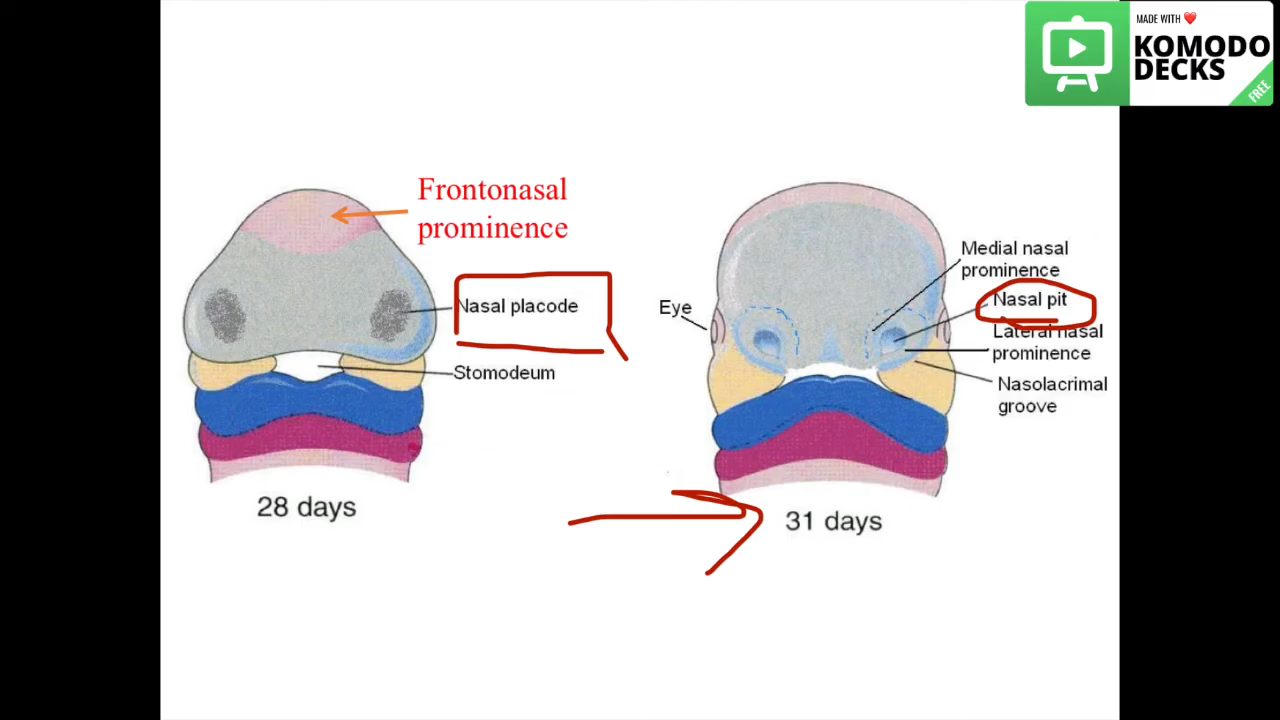 MADE WITH ❤️
KOMODO
DECKS
FREE
Frontonasal
prominence
Nasal placode
Stomodeum
28 days
Medial nasal
prominence
Nasal pit
Eye
Lateral nasal
prominence
Nasolacrimal
groove
31 days